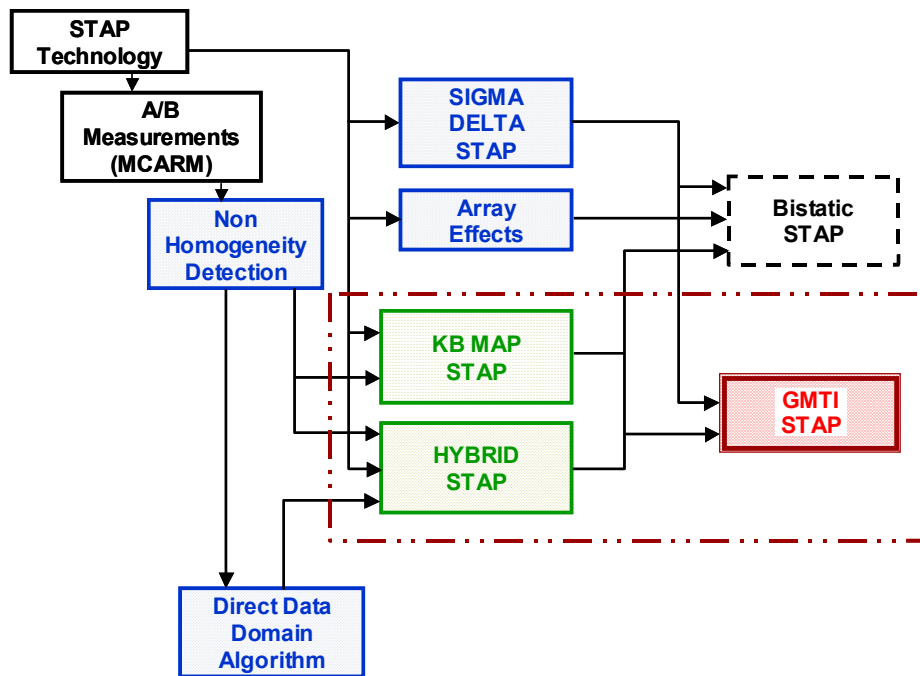 STAP
Technology
A/B
Measurements
(MCARM)
Non
Homogeneity
Detection
SIGMA
DELTA
STAP
Array
Effects
Bistatic
STAP
KB MAP
STAP
GMTI
STAP
HYBRID
STAP
Direct Data
Domain
Algorithm